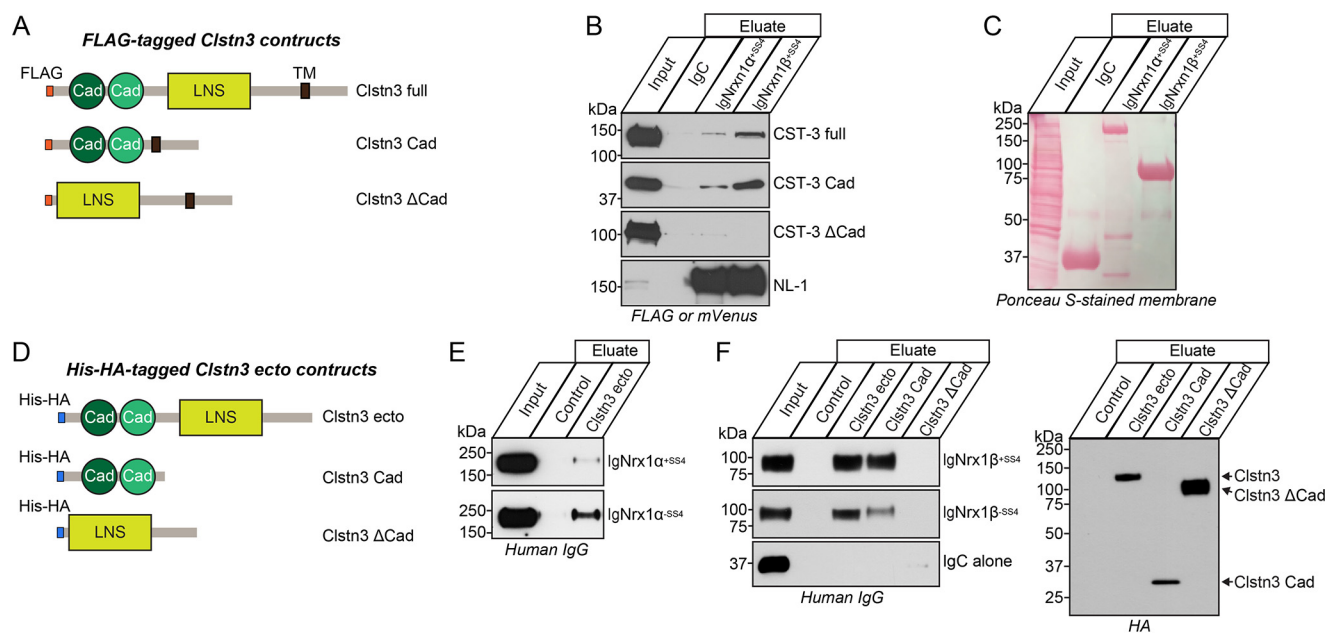 A
FLAG-tagged Clstn3 contructs
FLAG
TM
Cad Cad LNS
Clstn3 full
Cad Cad
Clstn3 Cad
LNS
Clstn3 ΔCad
B
Eluate
Input
IgC
IgNrxn1α+SS4
IgNrxn1β+SS4
kDa
150
100
CST-3 full
37
CST-3 Cad
100
CST-3 ΔCad
150
NL-1
FLAG or mVenus
C
Eluate
Input
IgC
IgNrxn1α+SS4
IgNrxn1β+SS4
kDa
250
150
100
75
50
37
Ponceau S-stained membrane
D
His-HA-tagged Clstn3 ecto contructs
His-HA
Cad Cad LNS
Clstn3 ecto
His-HA
Cad Cad
Clstn3 Cad
His-HA
LNS
Clstn3 ΔCad
E
Eluate
Input
Control
Clstn3 ecto
kDa
250
150
IgNrx1α+SS4
250
150
IgNrx1α-SS4
Human IgG
F
Eluate
Input
Control
Clstn3 ecto
Clstn3 Cad
Clstn3 ΔCad
kDa
100
75
IgNrx1β+SS4
100
75
IgNrx1β-SS4
37
IgC alone
Human IgG
Eluate
Control
Clstn3 ecto
Clstn3 Cad
Clstn3 ΔCad
kDa
250
150
100
75
50
37
25
Clstn3
Clstn3 ΔCad
Clstn3 Cad
HA